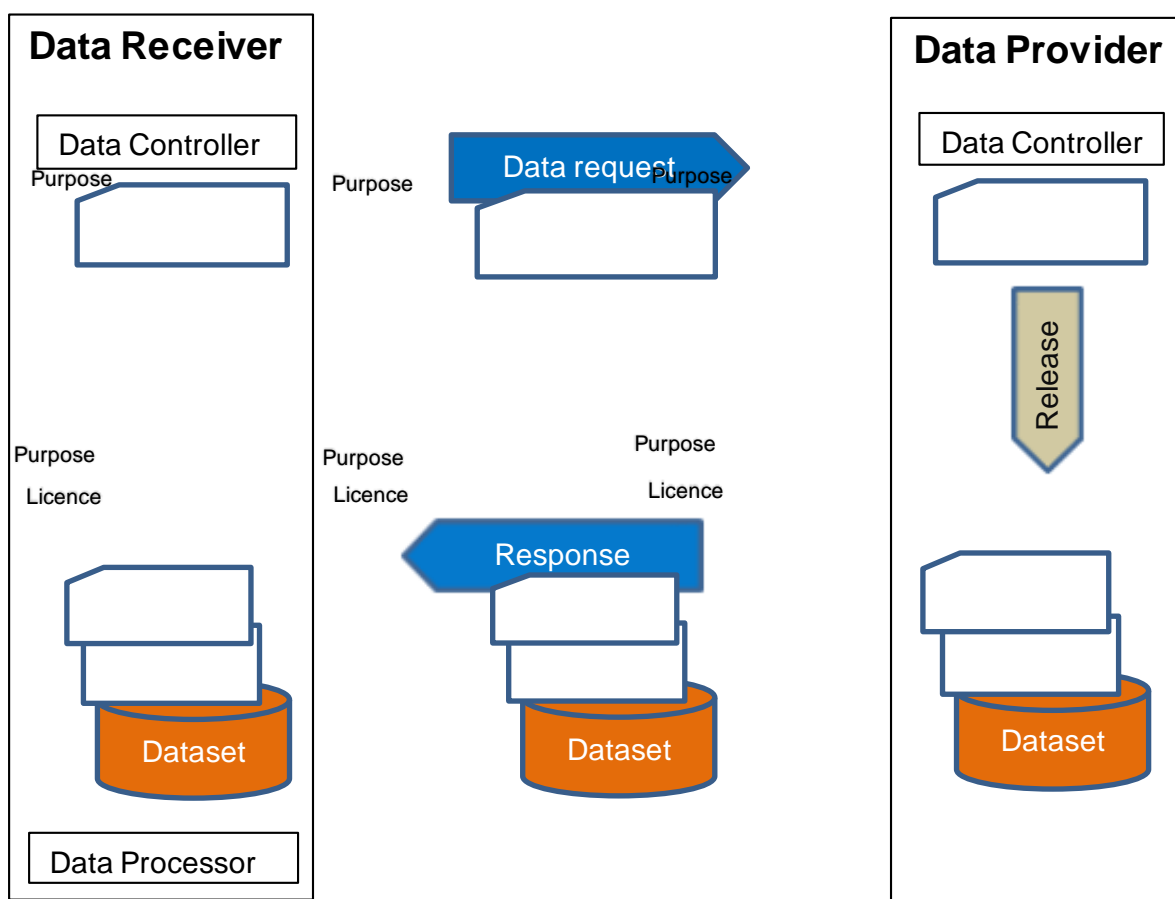 Data Receiver
Data Provider
Data Controller
Data request
Data Controller
Purpose
Purpose
Purpose
Release
Purpose
Purpose
Purpose
Licence
Licence
Licence
Response
Dataset
Dataset
Dataset
Data Processor